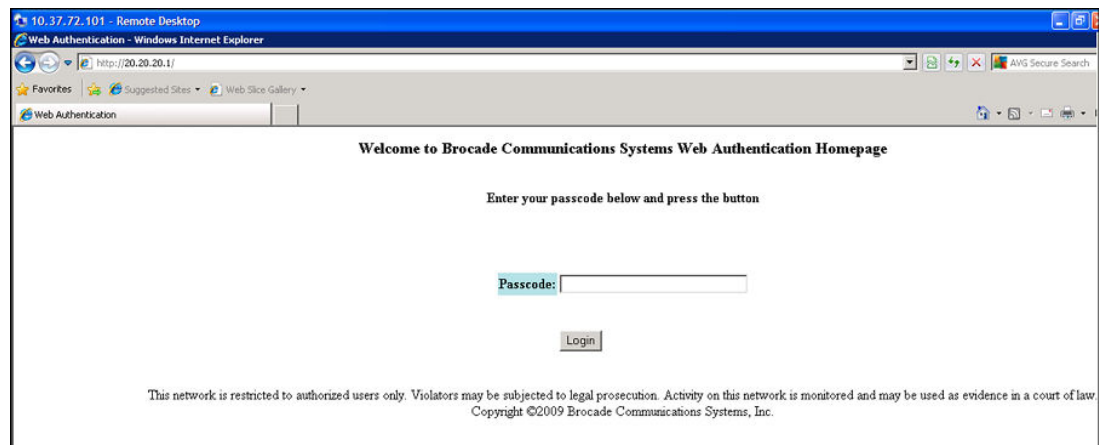 10.37.72.101 - Remote Desktop
Web Authentication - Windows Internet Explorer
http://20.20.20.1/
AVG Secure Search
Favorites
Suggested Sites
Web Slice Gallery
Web Authentication
Welcome to Brocade Communications Systems Web Authentication Homepage
Enter your passcode below and press the button
Passcode:
Login
This network is restricted to authorized users only. Violators may be subjected to legal prosecution. Activity on this network is monitored and may be used as evidence in a court of law.
Copyright ©2009 Brocade Communications Systems, Inc.